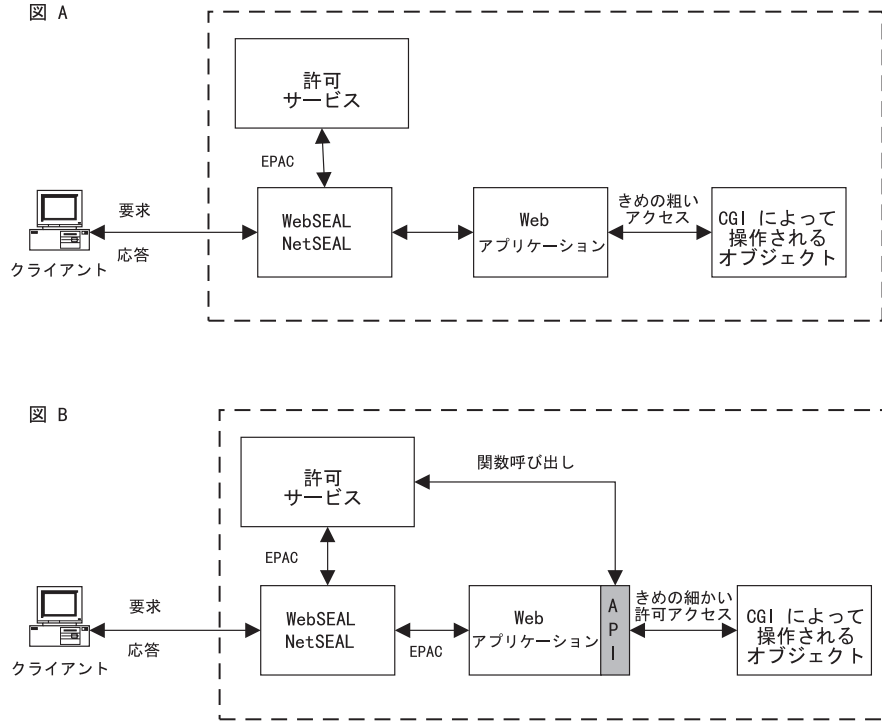 図 A
許可
サービス
EPAC
要求
応答
クライアント
WebSEAL
NetSEAL
Web
アプリケーション
きめの粗い
アクセス
CGI によって
操作される
オブジェクト
図 B
許可
サービス
関数呼び出し
EPAC
要求
応答
クライアント
WebSEAL
NetSEAL
EPAC
Web
アプリケーション
A
P
I
きめの細かい
許可アクセス
CGI によって
操作される
オブジェクト